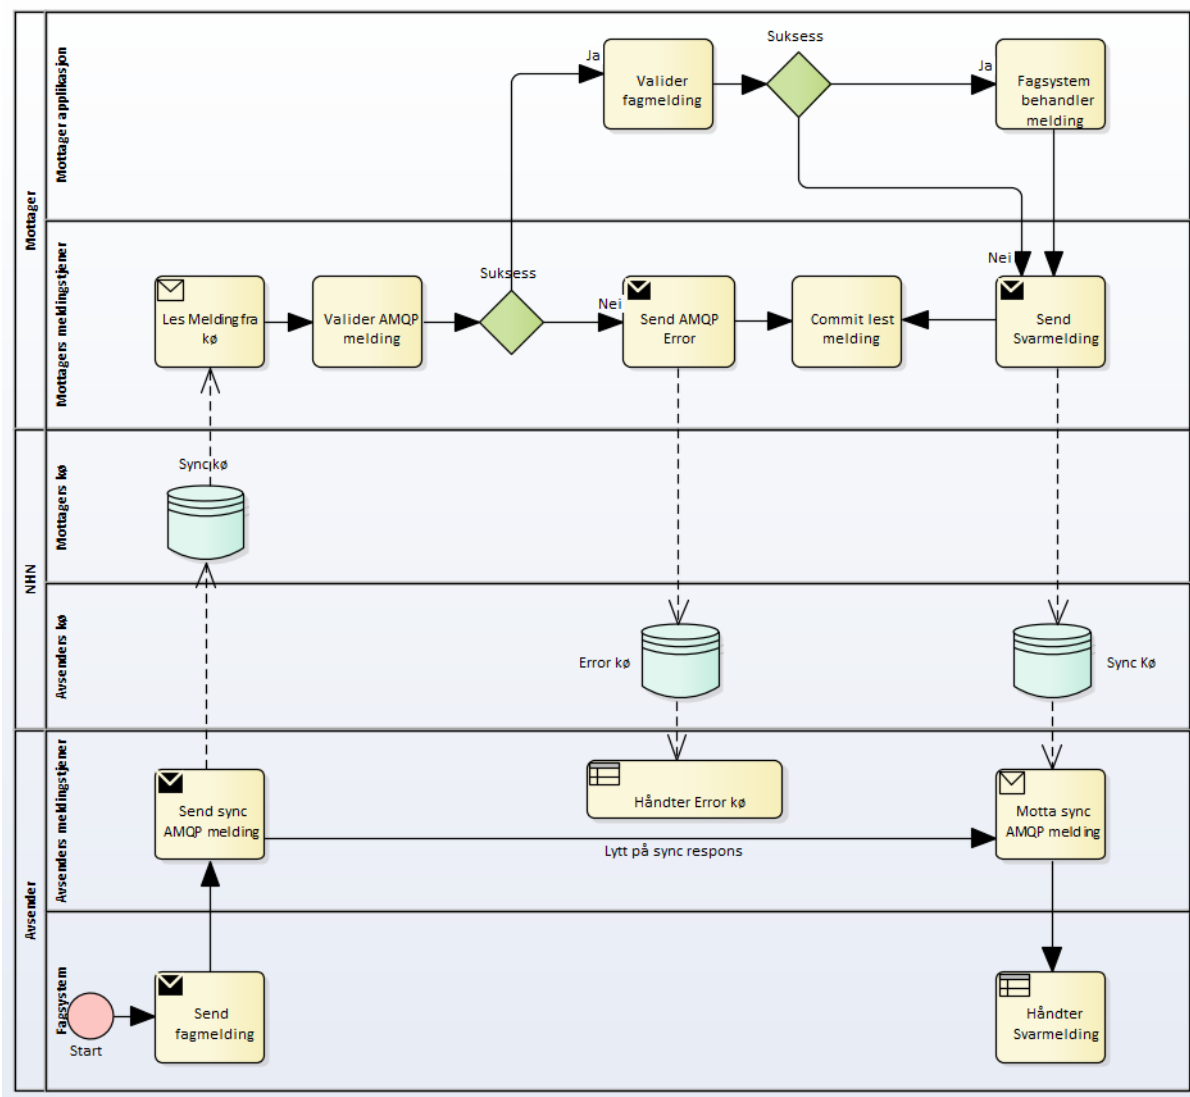 Mottager
Mottager applikasjon
Suksess
Ja
Valider
fagmelding
Ja
Fagsystem
behandler
melding
Mottagers meldingstjener
Les Melding fra
kø
Valider AMQP
melding
Suksess
Nei
Send AMQP
Error
Commit lest
melding
Nei
Send
Svarmelding
NHN
Mottagers kø
Sync kø
Avsenders kø
Error kø
Sync Kø
Avsender
Avsenders meldingstjener
Send sync
AMQP melding
Håndter Error kø
Lytt på sync respons
Motta sync
AMQP melding
Fagsystem
Start
Send
fagmelding
Håndter
Svarmelding